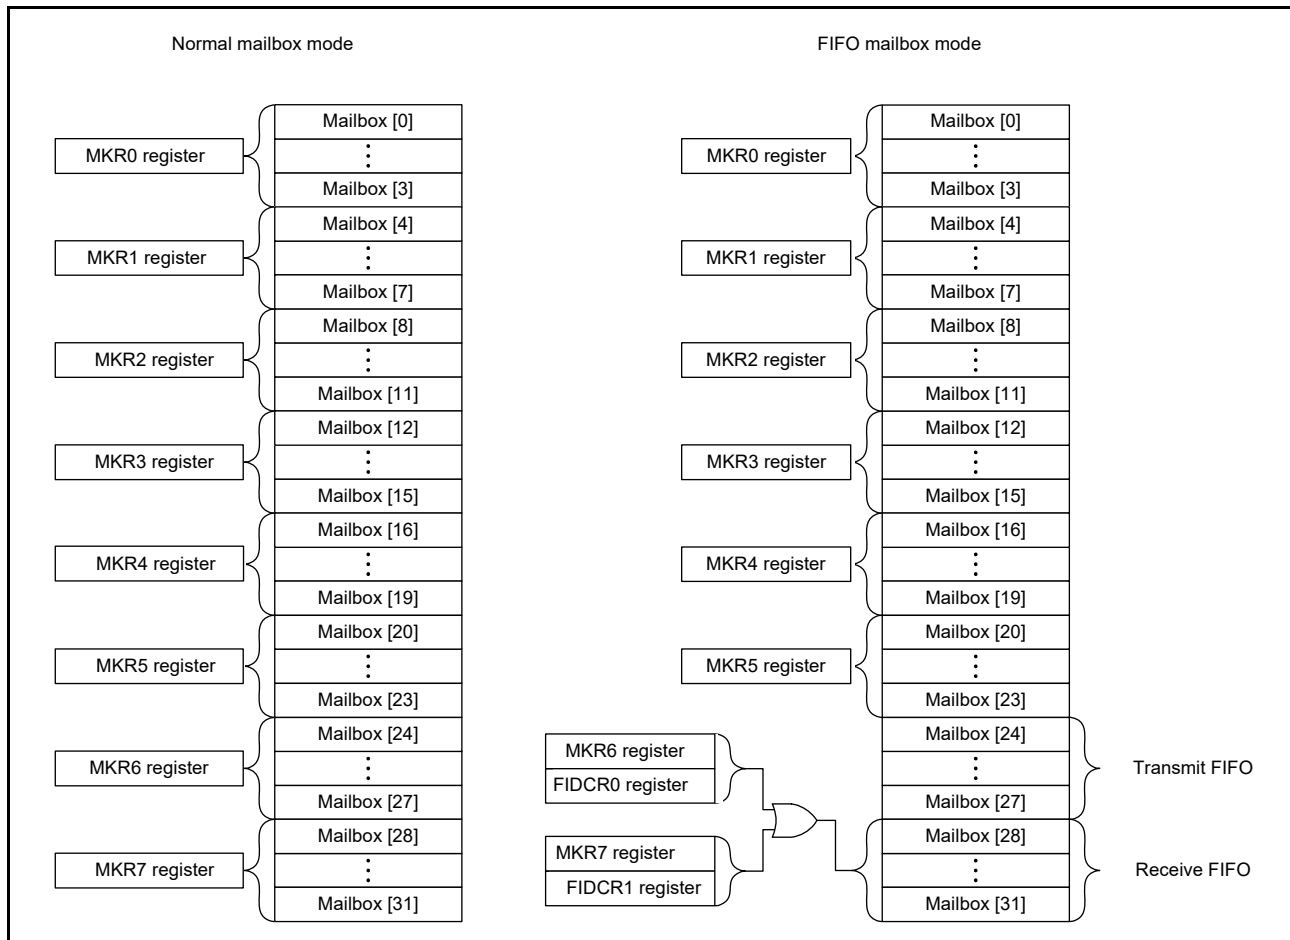 Normal mailbox mode
MKR0 register
Mailbox [0]
⋮
Mailbox [3]
MKR1 register
Mailbox [4]
⋮
Mailbox [7]
MKR2 register
Mailbox [8]
⋮
Mailbox [11]
MKR3 register
Mailbox [12]
⋮
Mailbox [15]
MKR4 register
Mailbox [16]
⋮
Mailbox [19]
MKR5 register
Mailbox [20]
⋮
Mailbox [23]
MKR6 register
Mailbox [24]
⋮
Mailbox [27]
MKR7 register
Mailbox [28]
⋮
Mailbox [31]
FIFO mailbox mode
MKR0 register
Mailbox [0]
⋮
Mailbox [3]
MKR1 register
Mailbox [4]
⋮
Mailbox [7]
MKR2 register
Mailbox [8]
⋮
Mailbox [11]
MKR3 register
Mailbox [12]
⋮
Mailbox [15]
MKR4 register
Mailbox [16]
⋮
Mailbox [19]
MKR5 register
Mailbox [20]
⋮
Mailbox [23]
MKR6 register
FIDCR0 register
Mailbox [24]
⋮
Mailbox [27]
Transmit FIFO
MKR7 register
FIDCR1 register
Mailbox [28]
⋮
Mailbox [31]
Receive FIFO